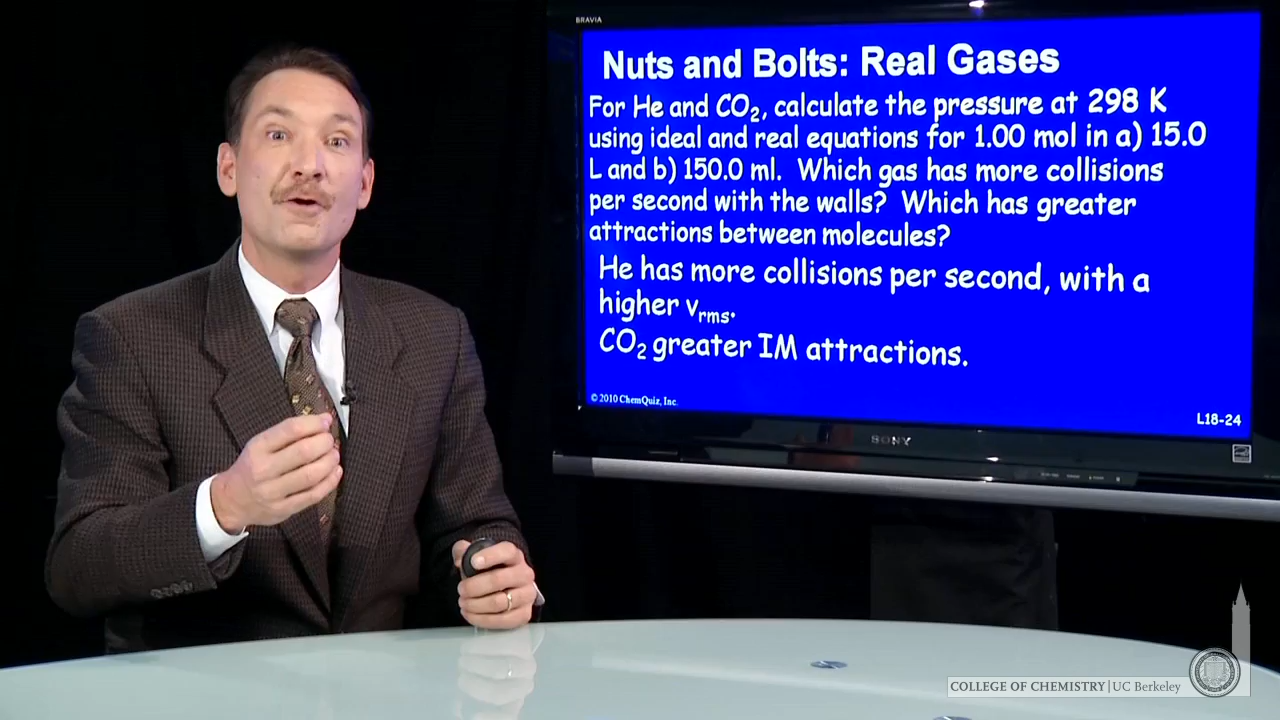 BRAVIA
Nuts and Bolts: Real Gases
For He and CO₂, calculate the pressure at 298 K
using ideal and real equations for 1.00 mol in a) 15.0
L and b) 150.0 ml. Which gas has more collisions
per second with the walls? Which has greater
attractions between molecules?
He has more collisions per second, with a
higher vᵣₘₛ.
CO₂ greater IM attractions.
© 2010 ChemQuiz, Inc.
L18-24
SONY
COLLEGE OF CHEMISTRY | UC Berkeley